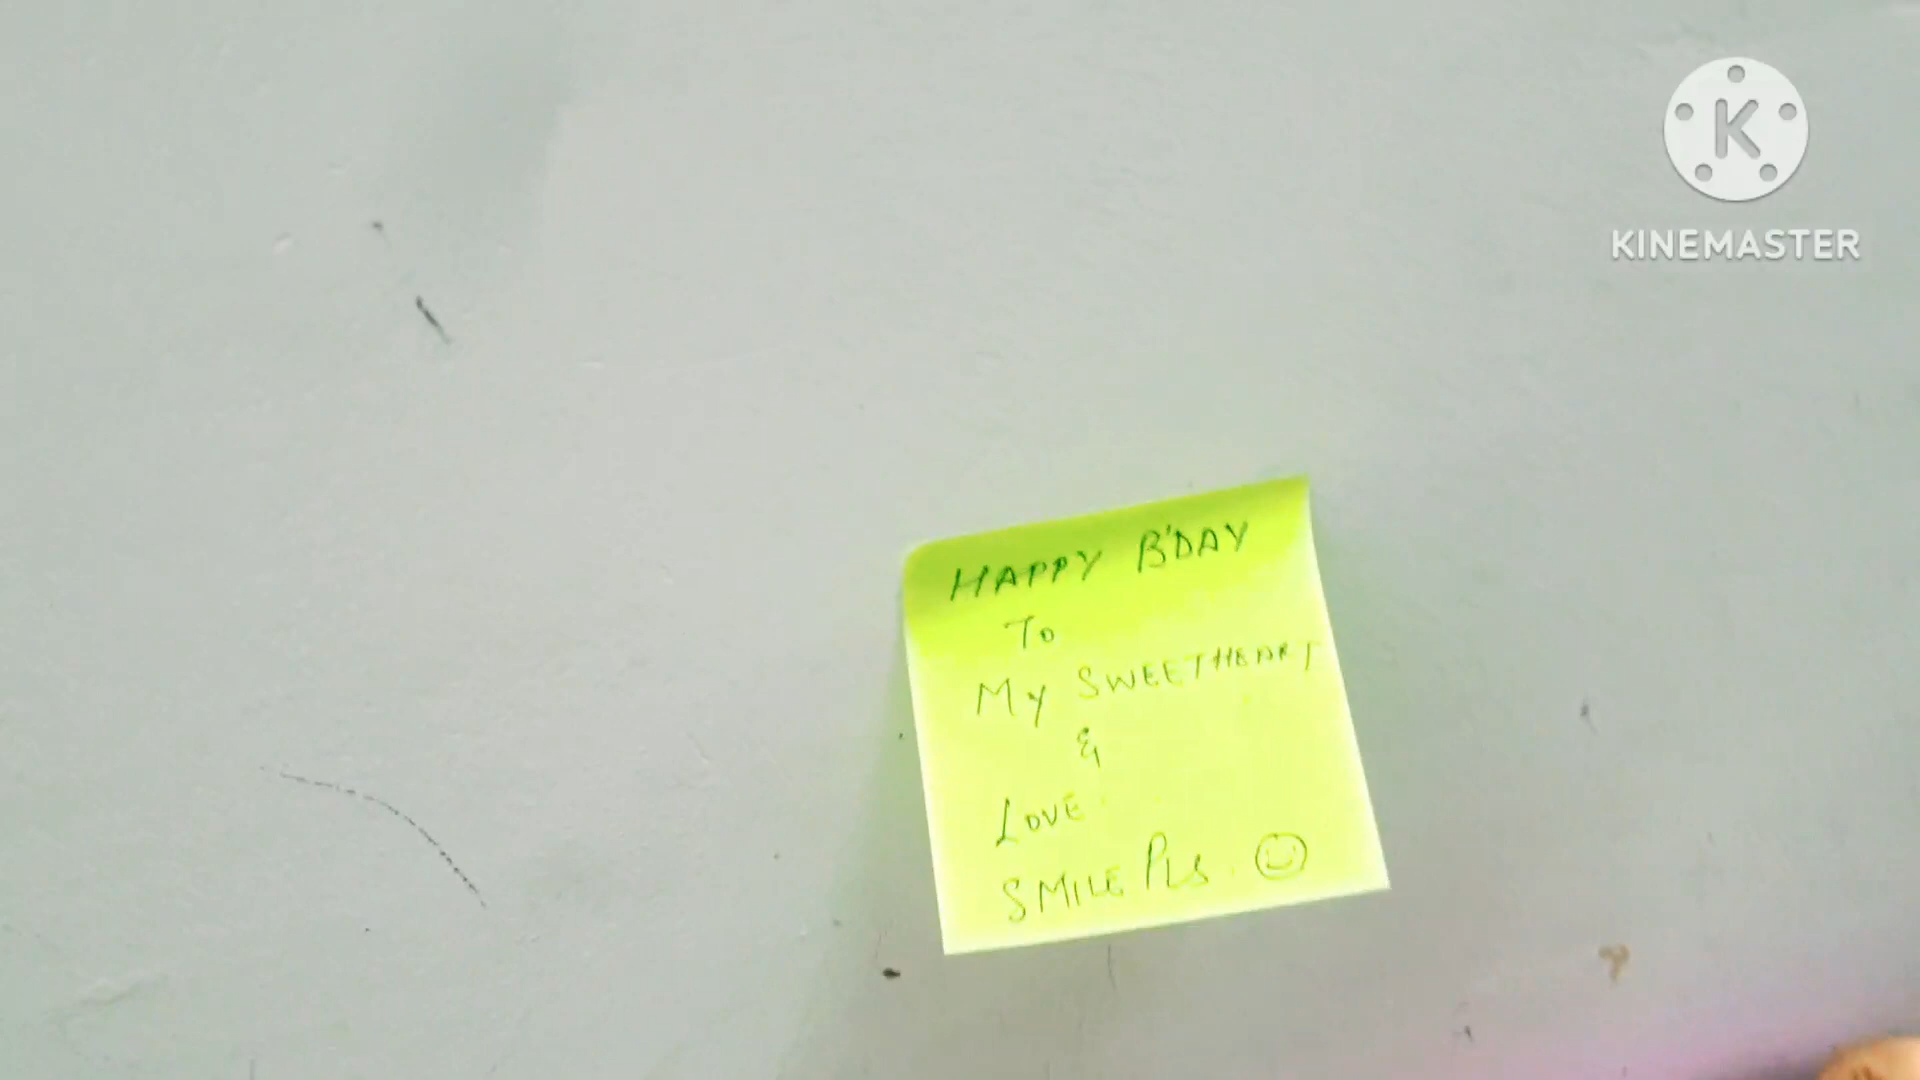 K
KINEMASTER
HAPPY B'DAY
To
My SWEETHEART
&
LOVE.
SMILE PLS. ☺